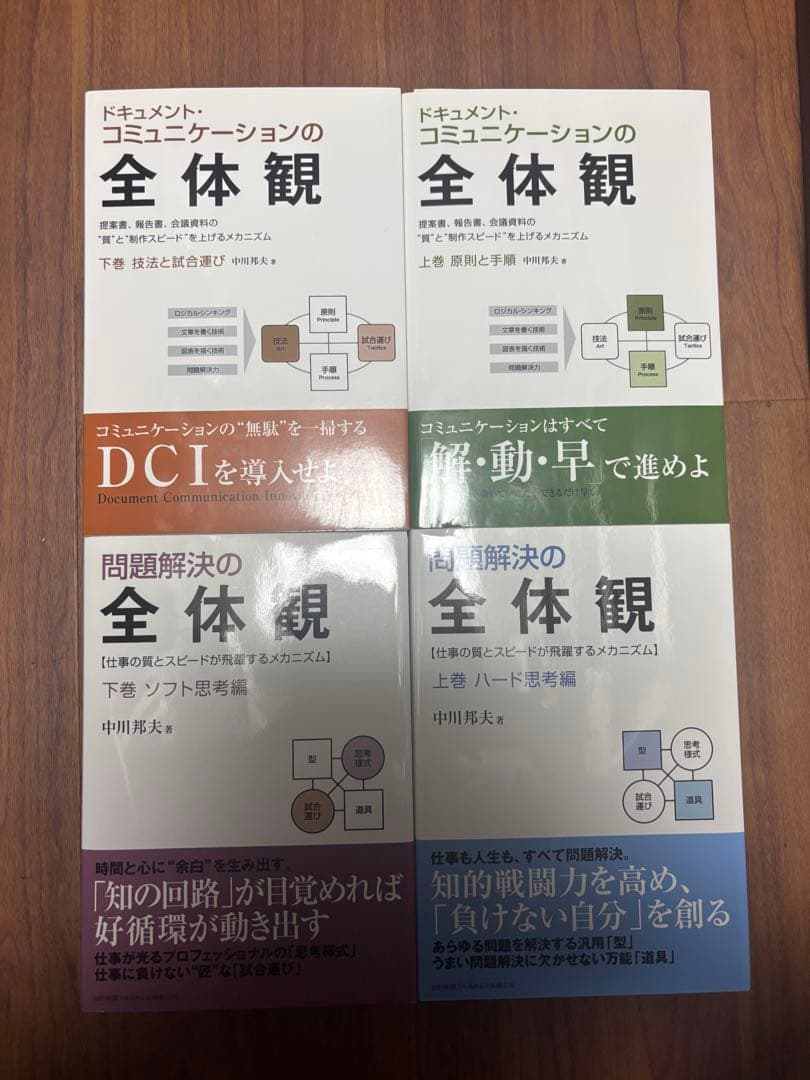 ドキュメント・
コミュニケーションの
全体観
提案書、報告書、会議資料の
"質"と"制作スピード"を上げるメカニズム
下巻 技法と試合運び 中川邦夫 著
ロジカル・シンキング
文章を書く技術
図表を描く技術
問題解決力
原則
Principle
技法
Art
試合運び
Tactics
手順
Process
コミュニケーションの"無駄"を一掃する
DCIを導入せよ
Document Communication
ドキュメント・
コミュニケーションの
全体観
提案書、報告書、会議資料の
"質"と"制作スピード"を上げるメカニズム
上巻 原則と手順 中川邦夫 著
ロジカル・シンキング
文章を書く技術
図表を描く技術
問題解決力
原則
Principle
技法
Art
試合運び
Tactics
手順
Process
コミュニケーションはすべて
「解・動・早」で進めよ
できるだけ早く
問題解決の
全体観
【仕事の質とスピードが飛躍するメカニズム】
下巻 ソフト思考編
中川邦夫 著
型
思考
様式
試合
運び
道具
時間と心に"余白"を生み出す。
「知の回路」が目覚めれば
好循環が動き出す
仕事が光るプロフェッショナルの「思考様式」
仕事に負けない"匠"な「試合運び」
問題解決の
全体観
【仕事の質とスピードが飛躍するメカニズム】
上巻 ハード思考編
中川邦夫 著
型
思考
様式
試合
運び
道具
仕事も人生も、すべて問題解決。
知的戦闘力を高め、
「負けない自分」を創る
あらゆる問題を解決する汎用「型」
うまい問題解決に欠かせない万能「道具」